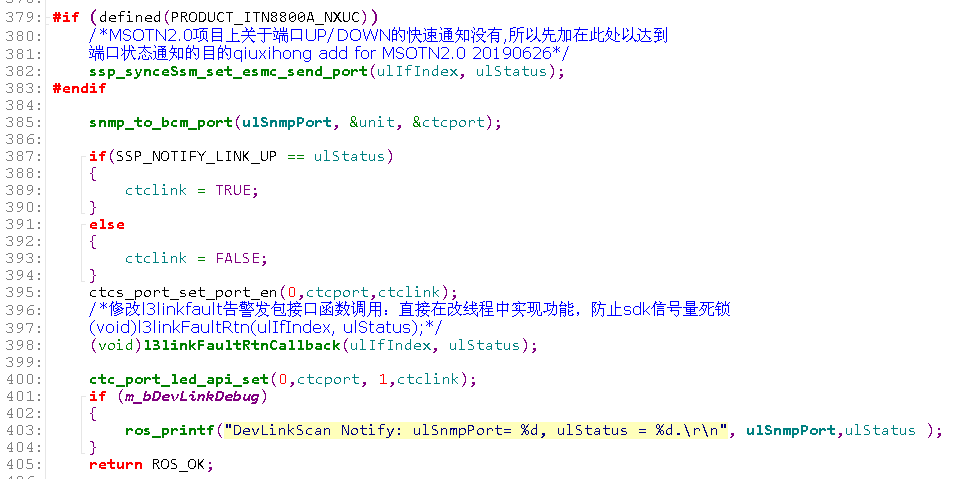 379: #if (defined(PRODUCT_ITN8800A_NXUC))
380: /*MSOTN2.0项目上关于端口UP/DOWN的快速通知没有,所以先加在此处以达到
381: 端口状态通知的目的qiuxihong add for MSOTN2.0 20190626*/
382: ssp_synceSsm_set_esmc_send_port(ulIfIndex, ulStatus);
383: #endif
384:
385: snmp_to_bcm_port(ulSnmpPort, &unit, &ctcport);
386:
387: if(SSP_NOTIFY_LINK_UP == ulStatus)
388: {
389: ctclink = TRUE;
390: }
391: else
392: {
393: ctclink = FALSE;
394: }
395: ctcs_port_set_port_en(0,ctcport,ctclink);
396: /*修改l3linkfault告警发包接口函数调用：直接在改线程中实现功能，防止sdk信号量死锁
397: (void)l3linkFaultRtn(ulIfIndex, ulStatus);*/
398: (void)l3linkFaultRtnCallback(ulIfIndex, ulStatus);
399:
400: ctc_port_led_api_set(0,ctcport, 1,ctclink);
401: if (m_bDevLinkDebug)
402: {
403: ros_printf("DevLinkScan Notify: ulSnmpPort= %d, ulStatus = %d.\r\n", ulSnmpPort,ulStatus );
404: }
405: return ROS_OK;